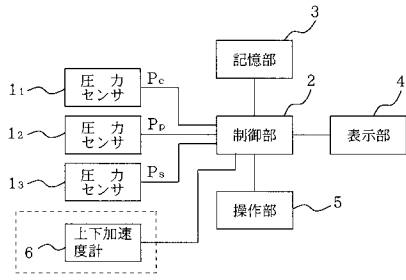 3
記憶部
1₁
圧力
センサ
Pc
2
4
1₂
圧力
センサ
Pp
制御部
表示部
1₃
圧力
センサ
Ps
5
操作部
6
上下加速
度計